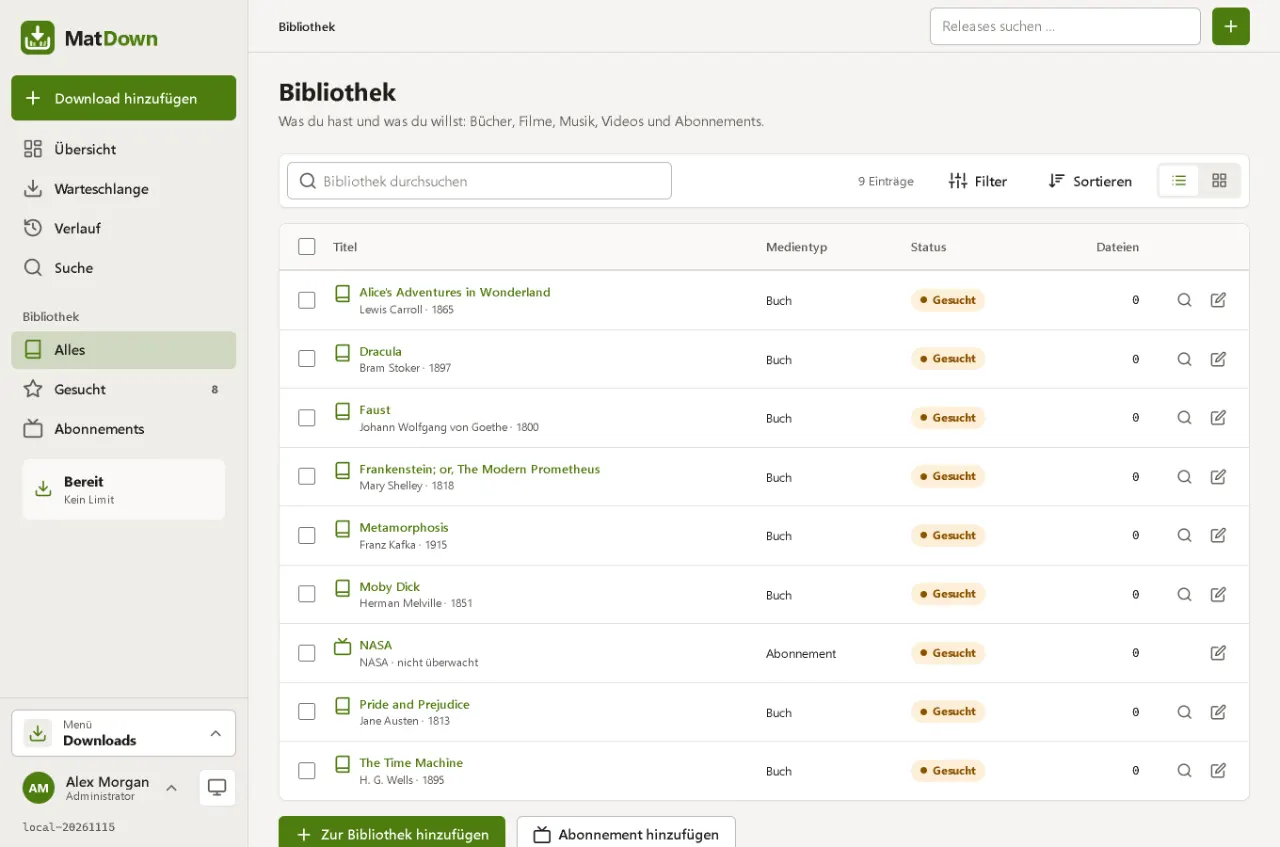 MatDown
Download hinzufügen
Übersicht
Warteschlange
Verlauf
Suche
Bibliothek
Alles
Gesucht 8
Abonnements
Bereit
Kein Limit
Menü
Downloads
AM
Alex Morgan
Administrator
local-20261115
Bibliothek
Releases suchen ...
Bibliothek
Was du hast und was du willst: Bücher, Filme, Musik, Videos und Abonnements.
Bibliothek durchsuchen 9 Einträge Filter Sortieren
Titel Medientyp Status Dateien
Alice's Adventures in Wonderland
Lewis Carroll · 1865
Buch Gesucht 0
Dracula
Bram Stoker · 1897
Buch Gesucht 0
Faust
Johann Wolfgang von Goethe · 1800
Buch Gesucht 0
Frankenstein; or, The Modern Prometheus
Mary Shelley · 1818
Buch Gesucht 0
Metamorphosis
Franz Kafka · 1915
Buch Gesucht 0
Moby Dick
Herman Melville · 1851
Buch Gesucht 0
NASA
NASA · nicht überwacht
Abonnement Gesucht 0
Pride and Prejudice
Jane Austen · 1813
Buch Gesucht 0
The Time Machine
H. G. Wells · 1895
Buch Gesucht 0
Zur Bibliothek hinzufügen Abonnement hinzufügen